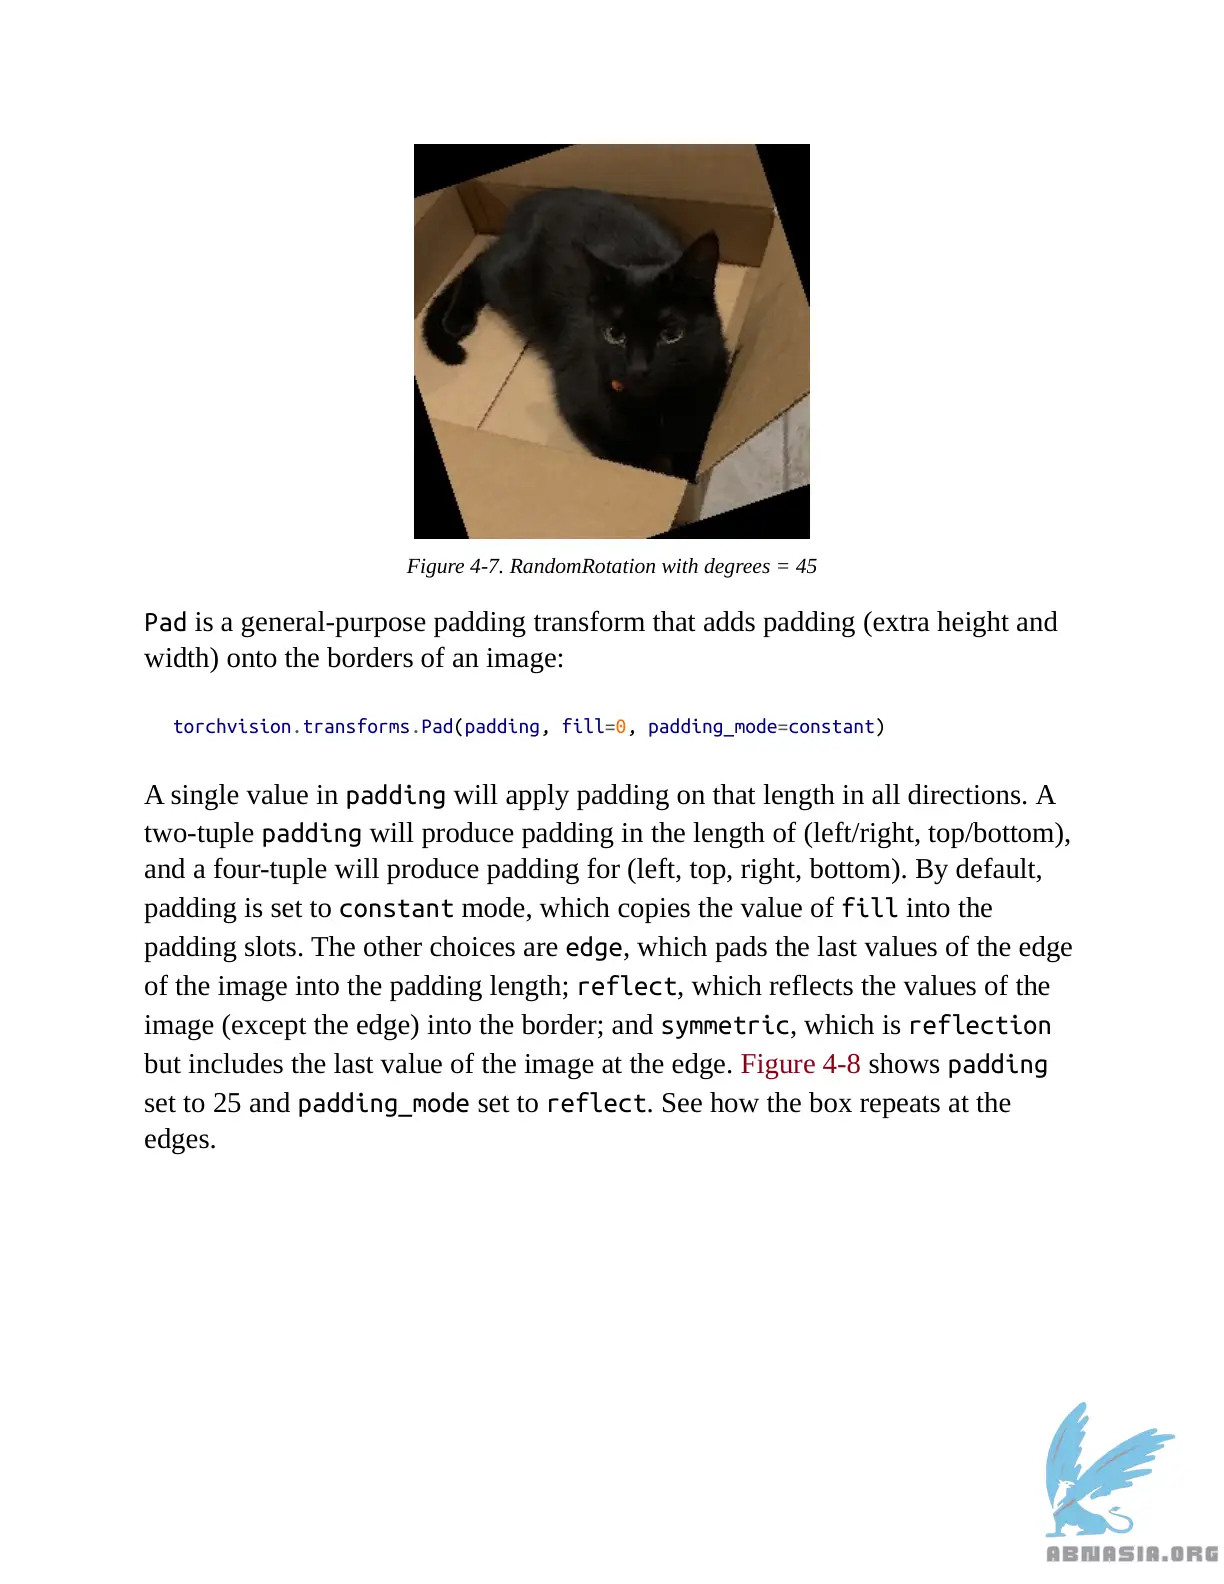 Figure 4-7. RandomRotation with degrees = 45
Pad is a general-purpose padding transform that adds padding (extra height and
width) onto the borders of an image:
torchvision.transforms.Pad(padding, fill=0, padding_mode=constant)
A single value in padding will apply padding on that length in all directions. A
two-tuple padding will produce padding in the length of (left/right, top/bottom),
and a four-tuple will produce padding for (left, top, right, bottom). By default,
padding is set to constant mode, which copies the value of fill into the
padding slots. The other choices are edge, which pads the last values of the edge
of the image into the padding length; reflect, which reflects the values of the
image (except the edge) into the border; and symmetric, which is reflection
but includes the last value of the image at the edge. Figure 4-8 shows padding
set to 25 and padding_mode set to reflect. See how the box repeats at the
edges.
ABNASIA.ORG